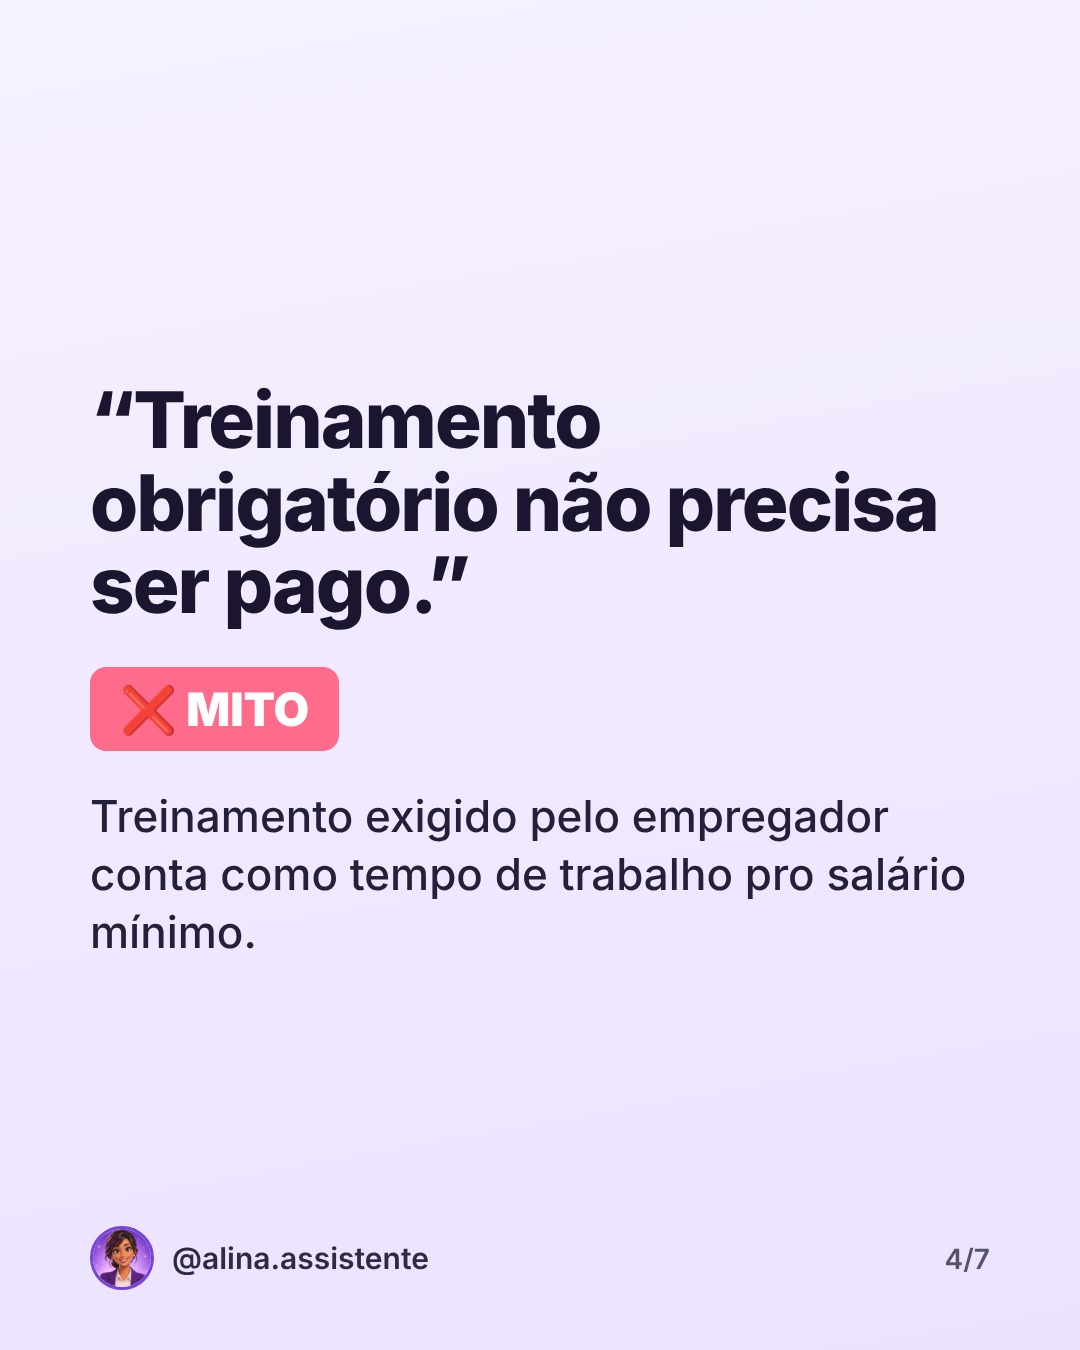 “Treinamento
obrigatório não precisa
ser pago.”
❌ MITO
Treinamento exigido pelo empregador
conta como tempo de trabalho pro salário
mínimo.
@alina.assistente
4/7